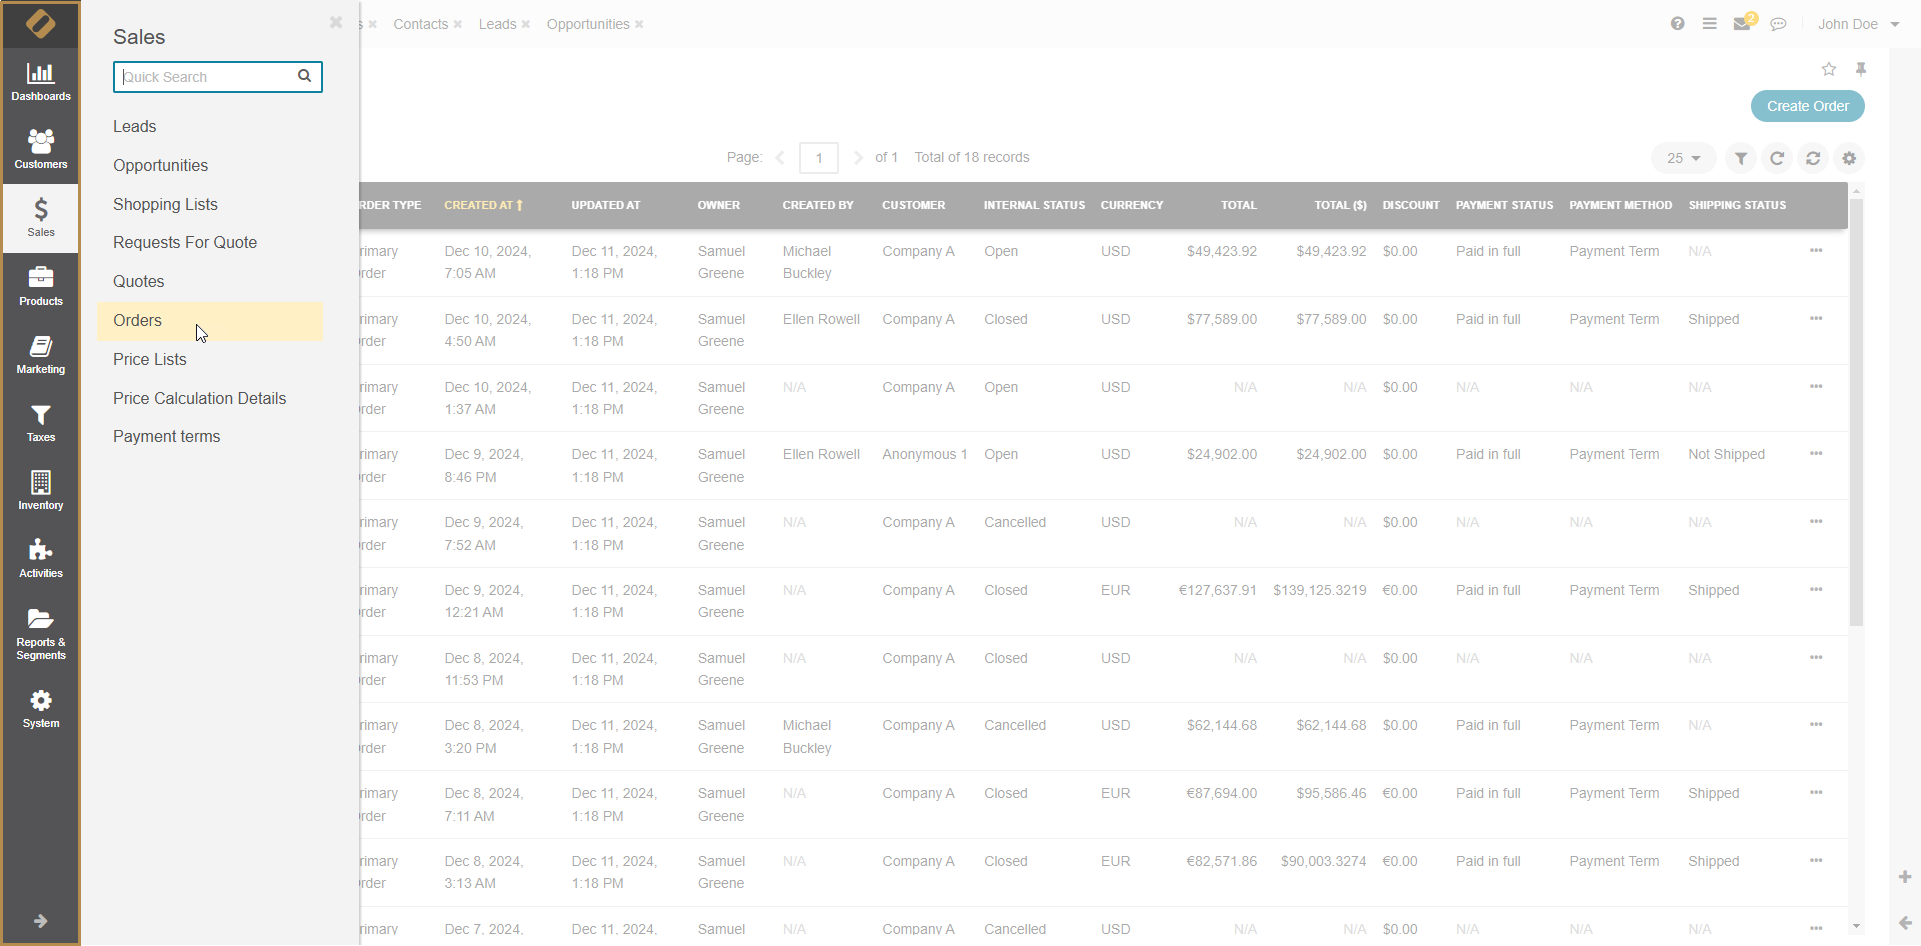 Dashboards
Customers
Sales
Products
Marketing
Taxes
Inventory
Activities
Reports &
Segments
System
Sales
Quick Search
Leads
Opportunities
Shopping Lists
Requests For Quote
Quotes
Orders
Price Lists
Price Calculation Details
Payment terms
s Contacts Leads Opportunities
2 John Doe
Create Order
Page: 1 of 1 Total of 18 records 25
RDER TYPE CREATED AT UPDATED AT OWNER CREATED BY CUSTOMER INTERNAL STATUS CURRENCY TOTAL TOTAL ($) DISCOUNT PAYMENT STATUS PAYMENT METHOD SHIPPING STATUS
rimary Dec 10, 2024, Dec 11, 2024, Samuel Michael Company A Open USD $49,423.92 $49,423.92 $0.00 Paid in full Payment Term N/A
rder 7:05 AM 1:18 PM Greene Buckley
rimary Dec 10, 2024, Dec 11, 2024, Samuel Ellen Rowell Company A Closed USD $77,589.00 $77,589.00 $0.00 Paid in full Payment Term Shipped
rder 4:50 AM 1:18 PM Greene
rimary Dec 10, 2024, Dec 11, 2024, Samuel N/A Company A Open USD N/A N/A $0.00 N/A N/A N/A
rder 1:37 AM 1:18 PM Greene
rimary Dec 9, 2024, Dec 11, 2024, Samuel Ellen Rowell Anonymous 1 Open USD $24,902.00 $24,902.00 $0.00 Paid in full Payment Term Not Shipped
rder 8:46 PM 1:18 PM Greene
rimary Dec 9, 2024, Dec 11, 2024, Samuel N/A Company A Cancelled USD N/A N/A $0.00 N/A N/A N/A
rder 7:52 AM 1:18 PM Greene
rimary Dec 9, 2024, Dec 11, 2024, Samuel N/A Company A Closed EUR €127,637.91 $139,125.3219 €0.00 Paid in full Payment Term Shipped
rder 12:21 AM 1:18 PM Greene
rimary Dec 8, 2024, Dec 11, 2024, Samuel N/A Company A Closed USD N/A N/A $0.00 N/A N/A N/A
rder 11:53 PM 1:18 PM Greene
rimary Dec 8, 2024, Dec 11, 2024, Samuel Michael Company A Cancelled USD $62,144.68 $62,144.68 $0.00 Paid in full Payment Term N/A
rder 3:20 PM 1:18 PM Greene Buckley
rimary Dec 8, 2024, Dec 11, 2024, Samuel N/A Company A Closed EUR €87,694.00 $95,586.46 €0.00 Paid in full Payment Term Shipped
rder 7:11 AM 1:18 PM Greene
rimary Dec 8, 2024, Dec 11, 2024, Samuel N/A Company A Closed EUR €82,571.86 $90,003.3274 €0.00 Paid in full Payment Term Shipped
rder 3:13 AM 1:18 PM Greene
rimary Dec 7, 2024, Dec 11, 2024, Samuel N/A Company A Cancelled USD N/A N/A $0.00 N/A N/A N/A